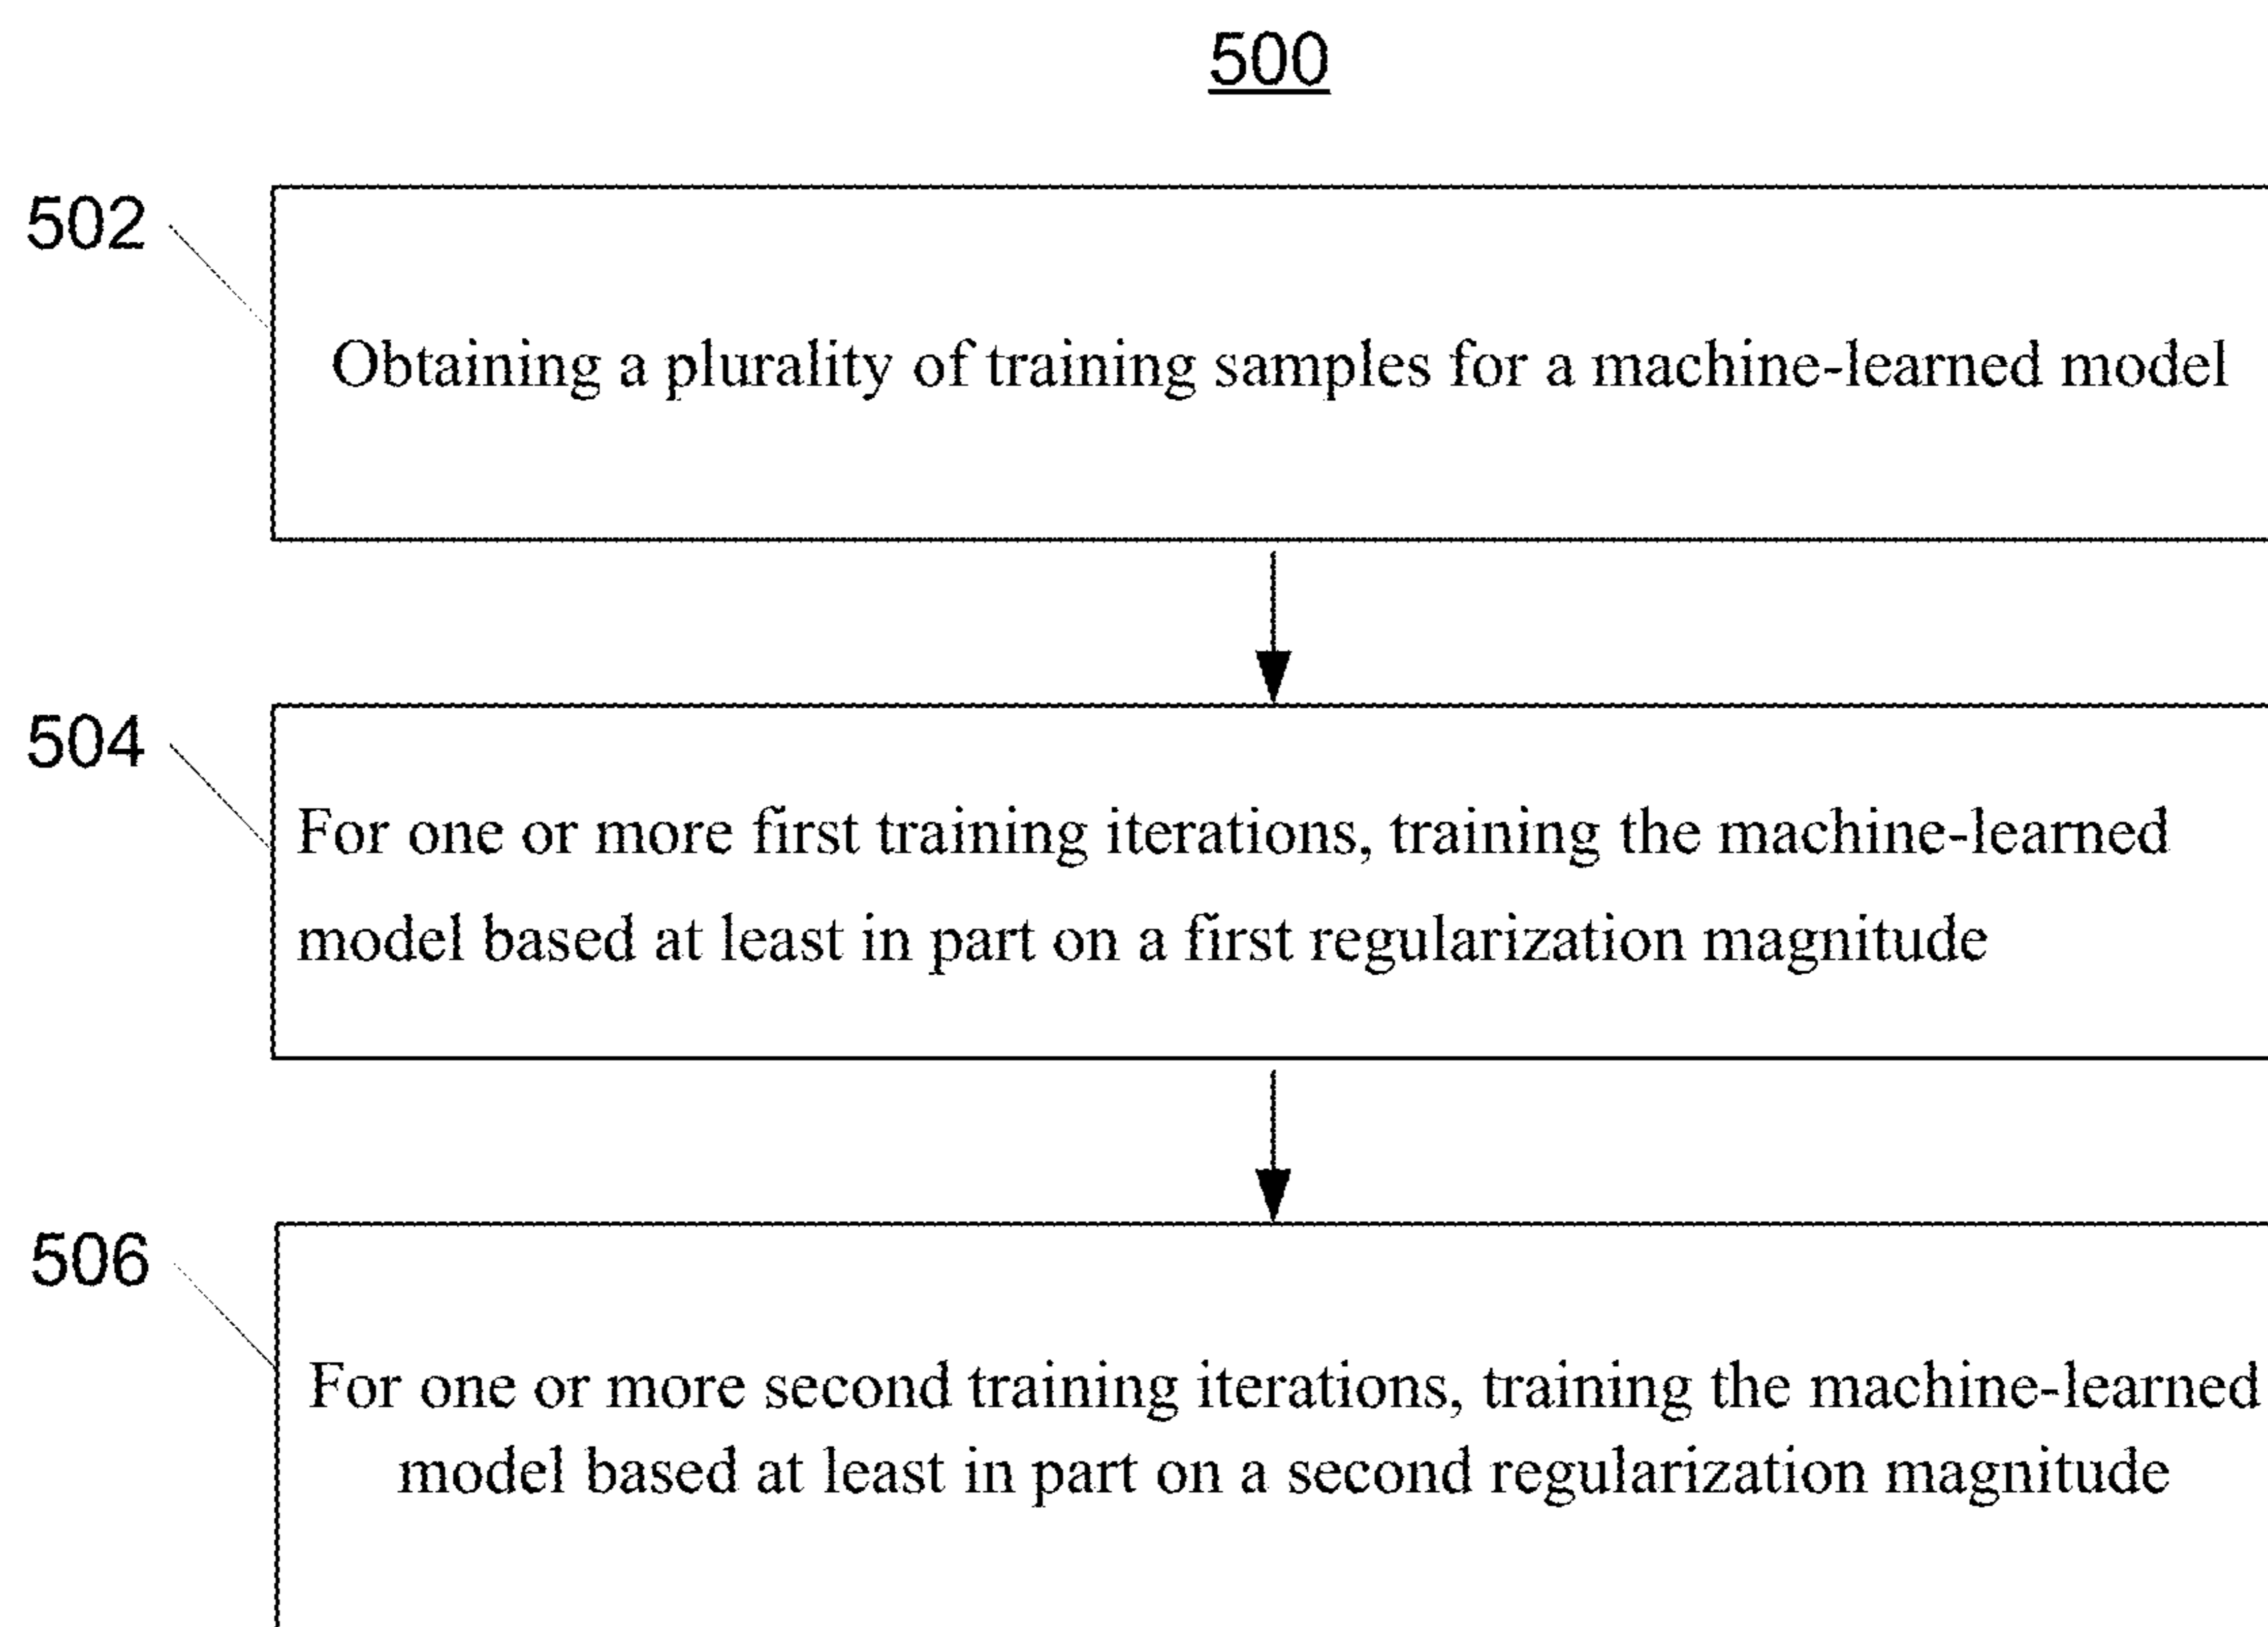 500
502
Obtaining a plurality of training samples for a machine-learned model
504
For one or more first training iterations, training the machine-learned
model based at least in part on a first regularization magnitude
506
For one or more second training iterations, training the machine-learned
model based at least in part on a second regularization magnitude